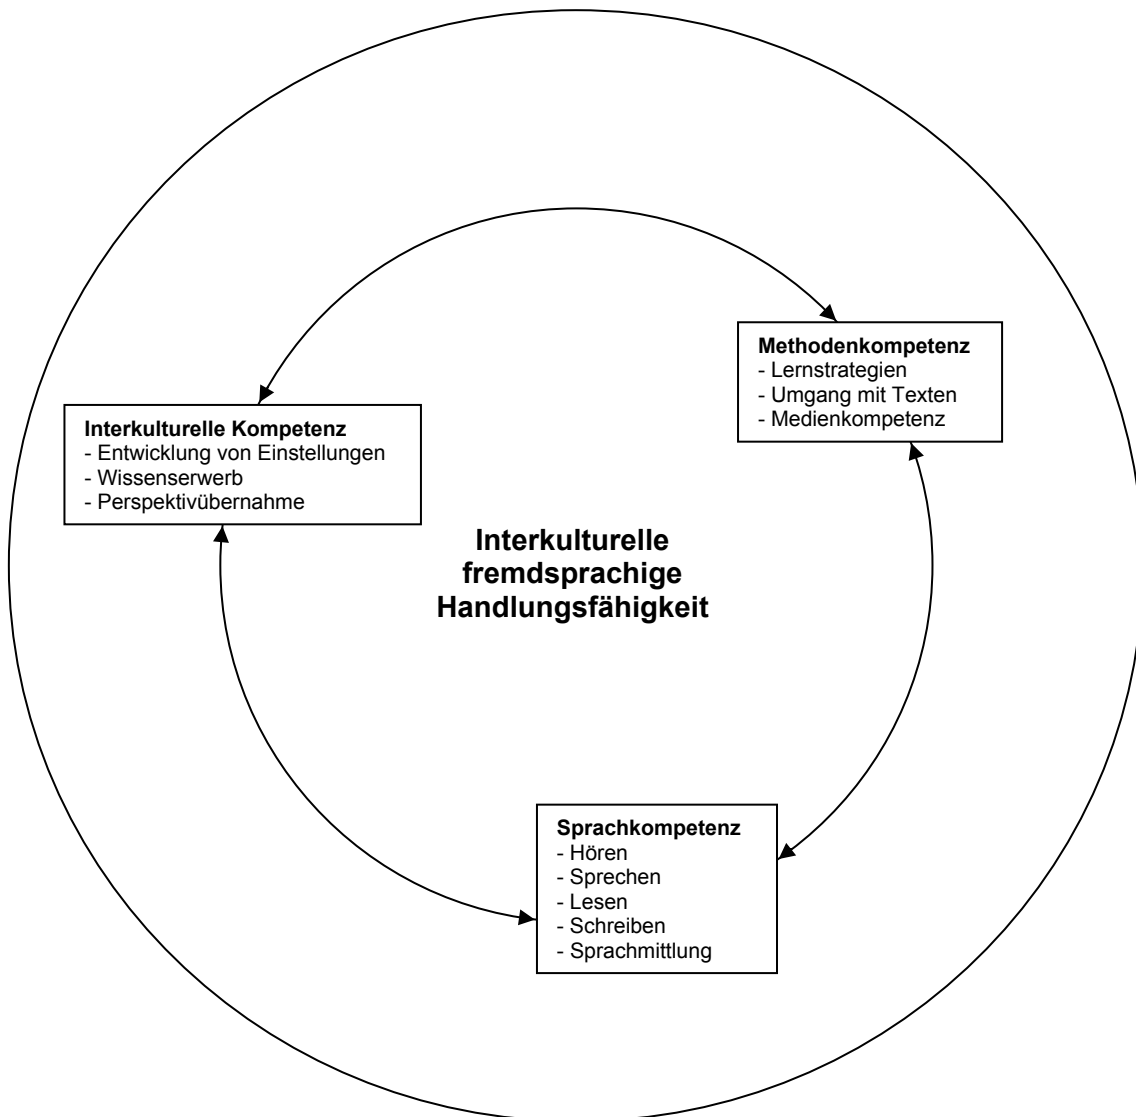 Methodenkompetenz
- Lernstrategien
- Umgang mit Texten
- Medienkompetenz
Interkulturelle Kompetenz
- Entwicklung von Einstellungen
- Wissenserwerb
- Perspektivübernahme
Interkulturelle
fremdsprachige
Handlungsfähigkeit
Sprachkompetenz
- Hören
- Sprechen
- Lesen
- Schreiben
- Sprachmittlung